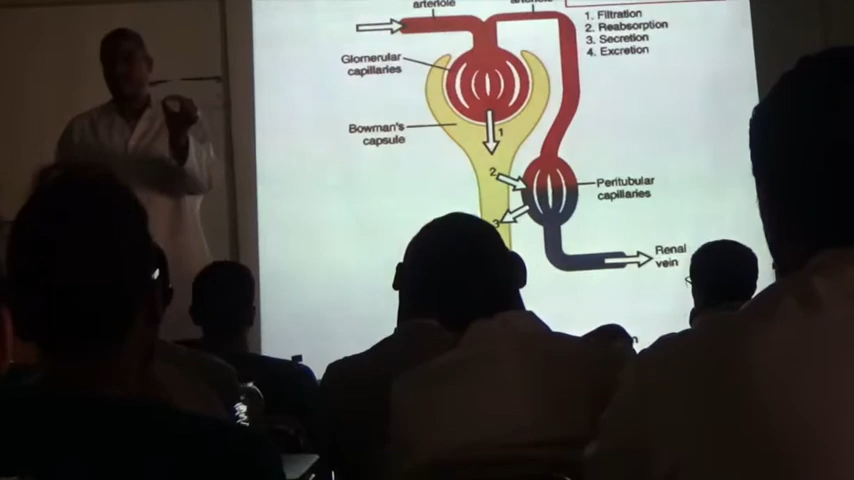 arteriole
arteriole
1. Filtration
2. Reabsorption
3. Secretion
4. Excretion
Glomerular
capillaries
Bowman's
capsule
1
2
3
Peritubular
capillaries
Renal
vein